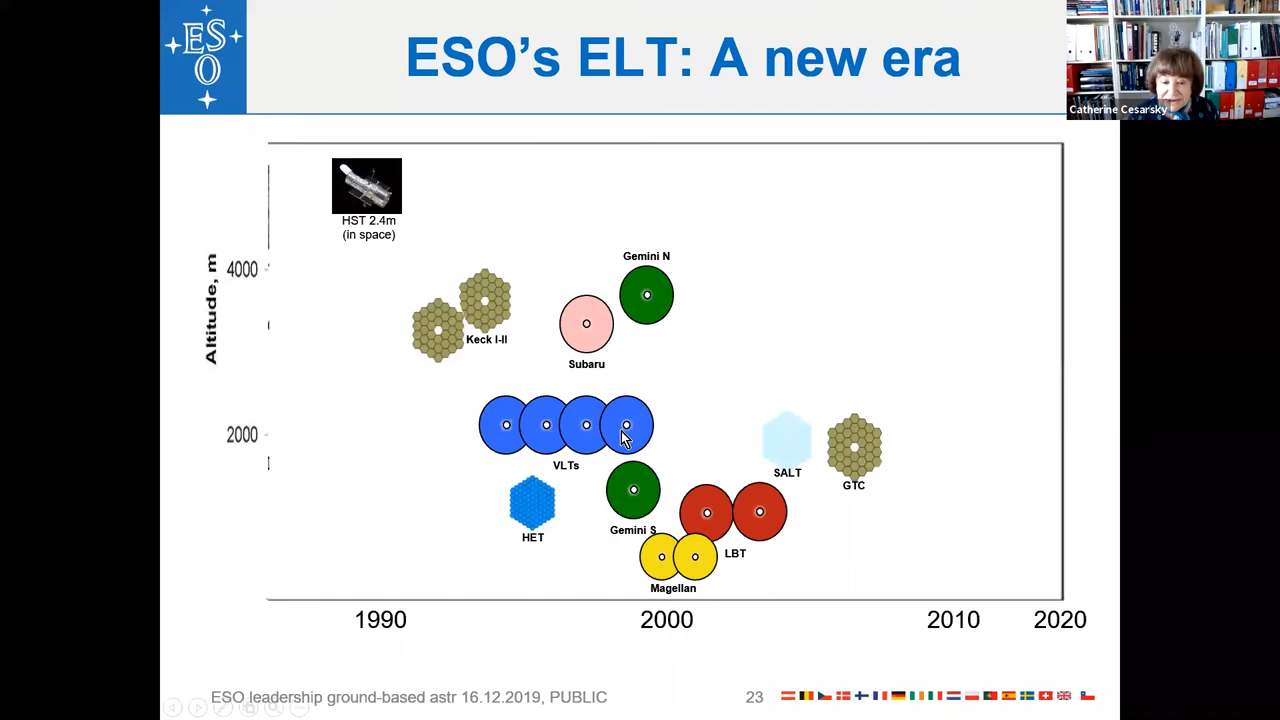 ESO
ESO's ELT: A new era
Catherine Cesarsky
HST 2.4m
(in space)
Altitude, m
4000
2000
Gemini N
Keck I-II
Subaru
VLTs
SALT
GTC
HET
Gemini S
LBT
Magellan
1990
2000
2010
2020
ESO leadership ground-based astr 16.12.2019, PUBLIC
23